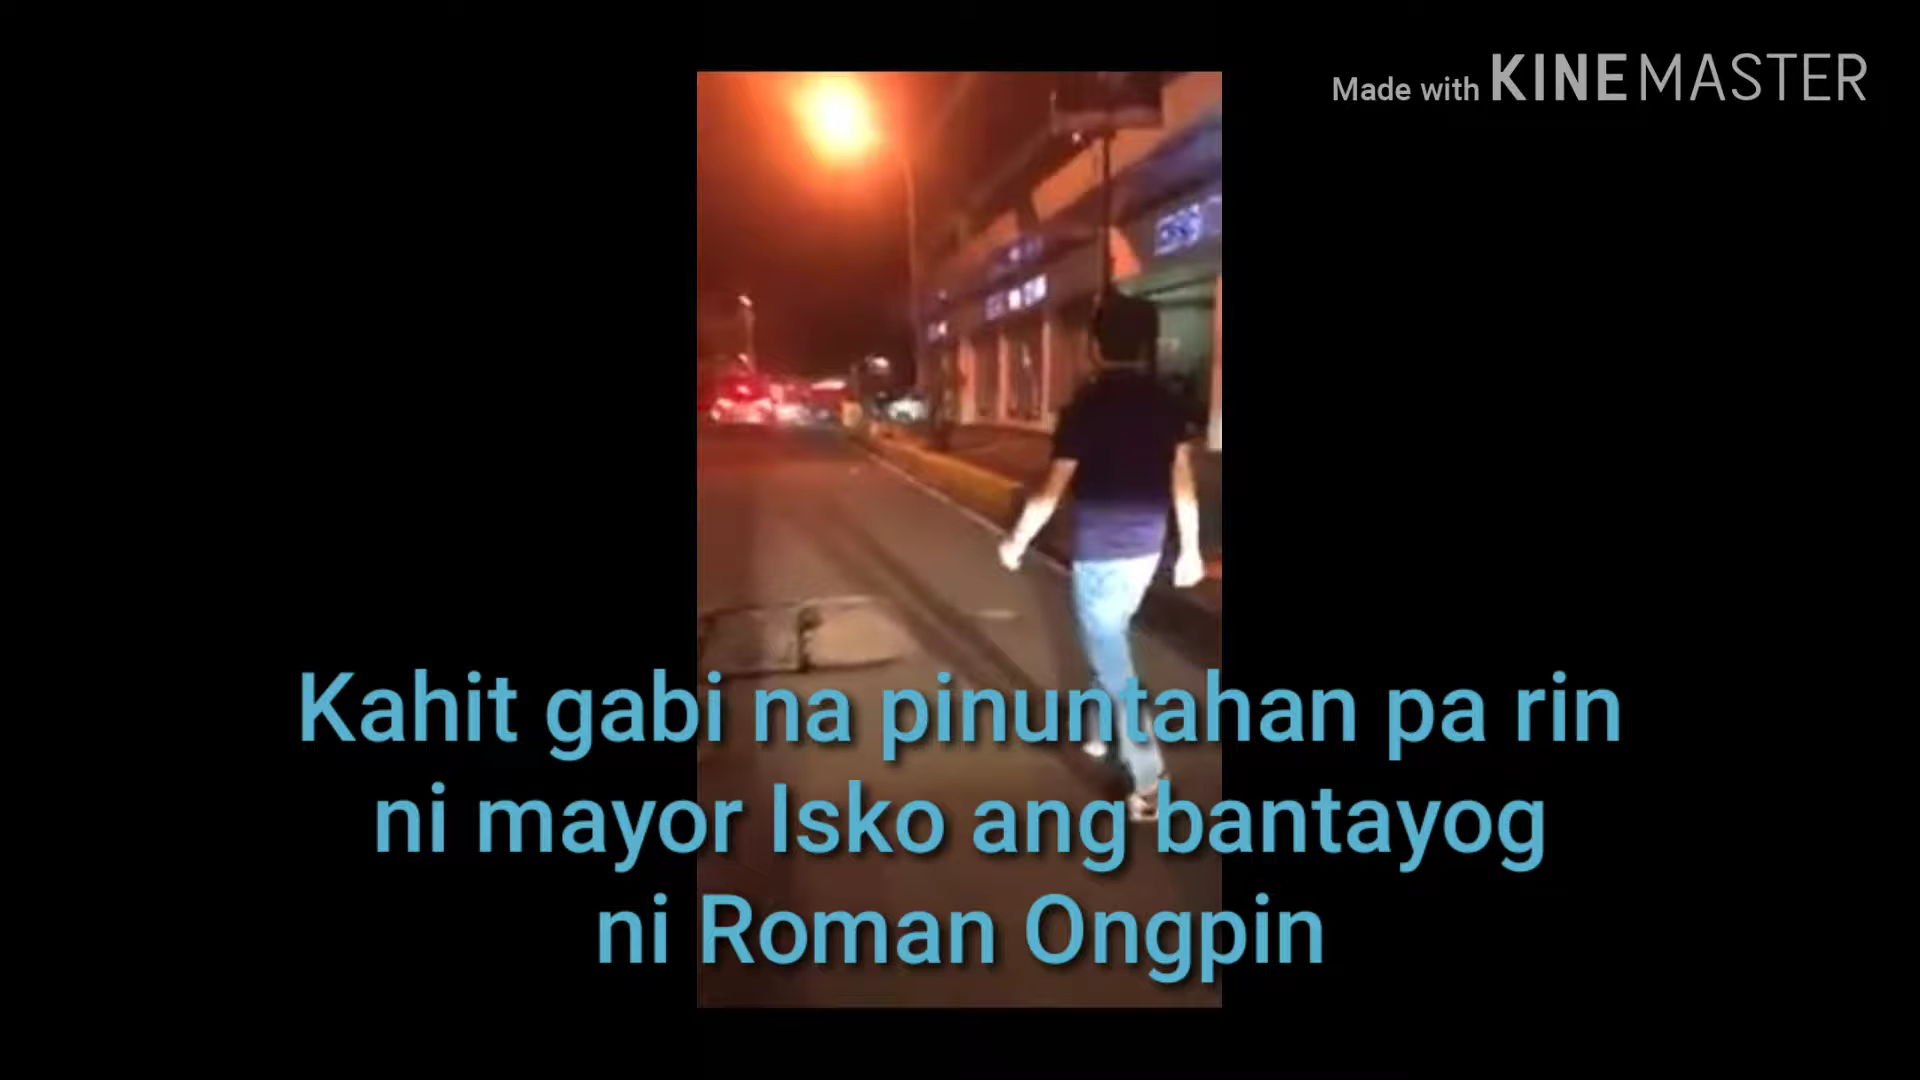 Made with KINEMASTER
Kahit gabi na pinuntahan pa rin
ni mayor Isko ang bantayog
ni Roman Ongpin